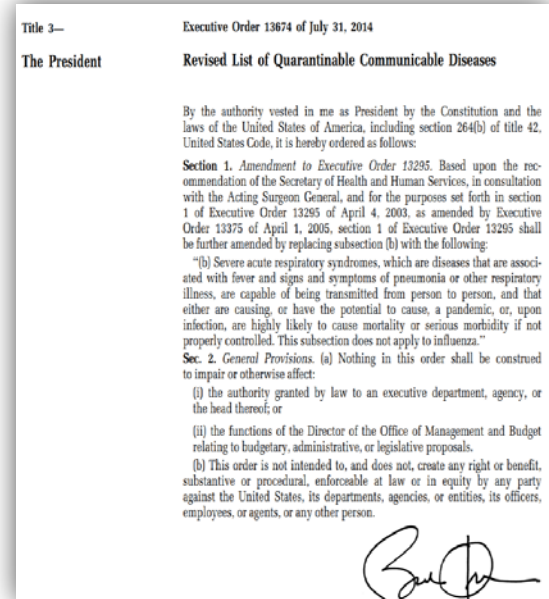 Title 3—
Executive Order 13674 of July 31, 2014
The President
Revised List of Quarantinable Communicable Diseases
By the authority vested in me as President by the Constitution and the
laws of the United States of America, including section 264(b) of title 42,
United States Code, it is hereby ordered as follows:
Section 1. Amendment to Executive Order 13295. Based upon the rec-
ommendation of the Secretary of Health and Human Services, in consultation
with the Acting Surgeon General, and for the purposes set forth in section
1 of Executive Order 13295 of April 4, 2003, as amended by Executive
Order 13375 of April 1, 2005, section 1 of Executive Order 13295 shall
be further amended by replacing subsection (b) with the following:
“(b) Severe acute respiratory syndromes, which are diseases that are associ-
ated with fever and signs and symptoms of pneumonia or other respiratory
illness, are capable of being transmitted from person to person, and that
either are causing, or have the potential to cause, a pandemic, or, upon
infection, are highly likely to cause mortality or serious morbidity if not
properly controlled. This subsection does not apply to influenza.”
Sec. 2. General Provisions. (a) Nothing in this order shall be construed
to impair or otherwise affect:
(i) the authority granted by law to an executive department, agency, or
the head thereof; or
(ii) the functions of the Director of the Office of Management and Budget
relating to budgetary, administrative, or legislative proposals.
(b) This order is not intended to, and does not, create any right or benefit,
substantive or procedural, enforceable at law or in equity by any party
against the United States, its departments, agencies, or entities, its officers,
employees, or agents, or any other person.